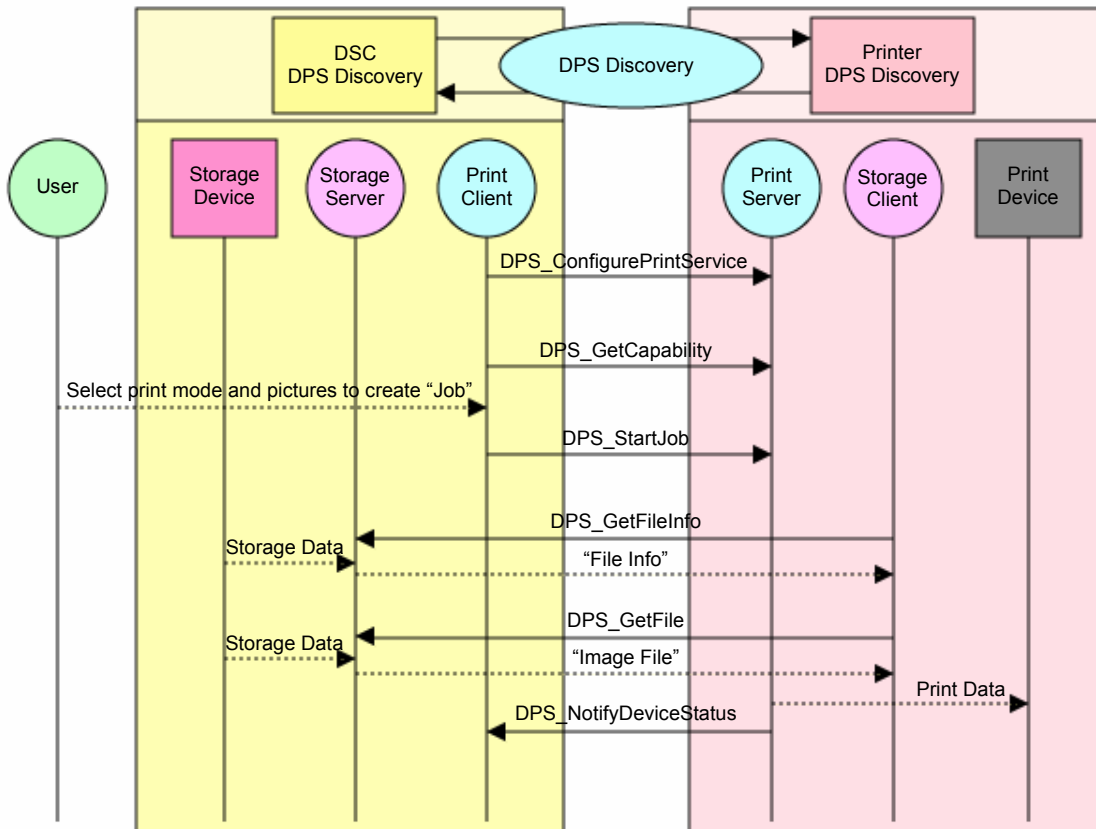 DSC
DPS Discovery
DPS Discovery
Printer
DPS Discovery
User
Storage
Device
Storage
Server
Print
Client
Print
Server
Storage
Client
Print
Device
DPS_ConfigurePrintService
DPS_GetCapability
Select print mode and pictures to create “Job”
DPS_StartJob
DPS_GetFileInfo
Storage Data
“File Info”
DPS_GetFile
Storage Data
“Image File”
Print Data
DPS_NotifyDeviceStatus